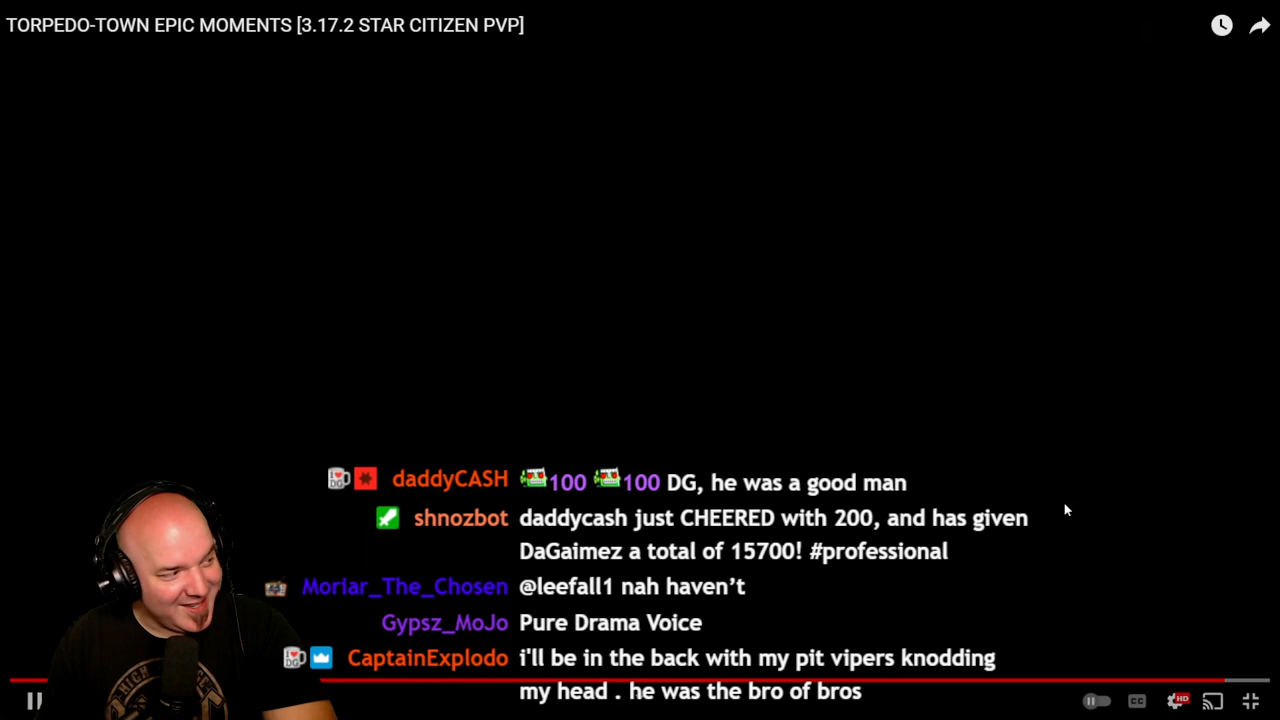 TORPEDO-TOWN EPIC MOMENTS [3.17.2 STAR CITIZEN PVP]
daddyCASH 100 100 DG, he was a good man
shnozbot daddycash just CHEERED with 200, and has given
DaGaimez a total of 15700! #professional
Moriar_The_Chosen @leefall1 nah haven't
Gypsz_MoJo Pure Drama Voice
CaptainExplodo i'll be in the back with my pit vipers knodding
my head . he was the bro of bros
CC HD
HIGH